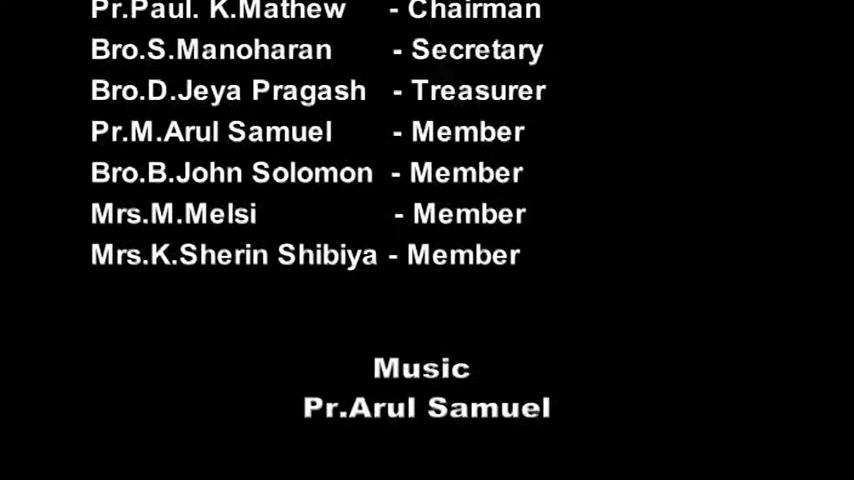 Pr.Paul. K.Mathew - Chairman
Bro.S.Manoharan - Secretary
Bro.D.Jeya Pragash - Treasurer
Pr.M.Arul Samuel - Member
Bro.B.John Solomon - Member
Mrs.M.Melsi - Member
Mrs.K.Sherin Shibiya - Member
Music
Pr.Arul Samuel